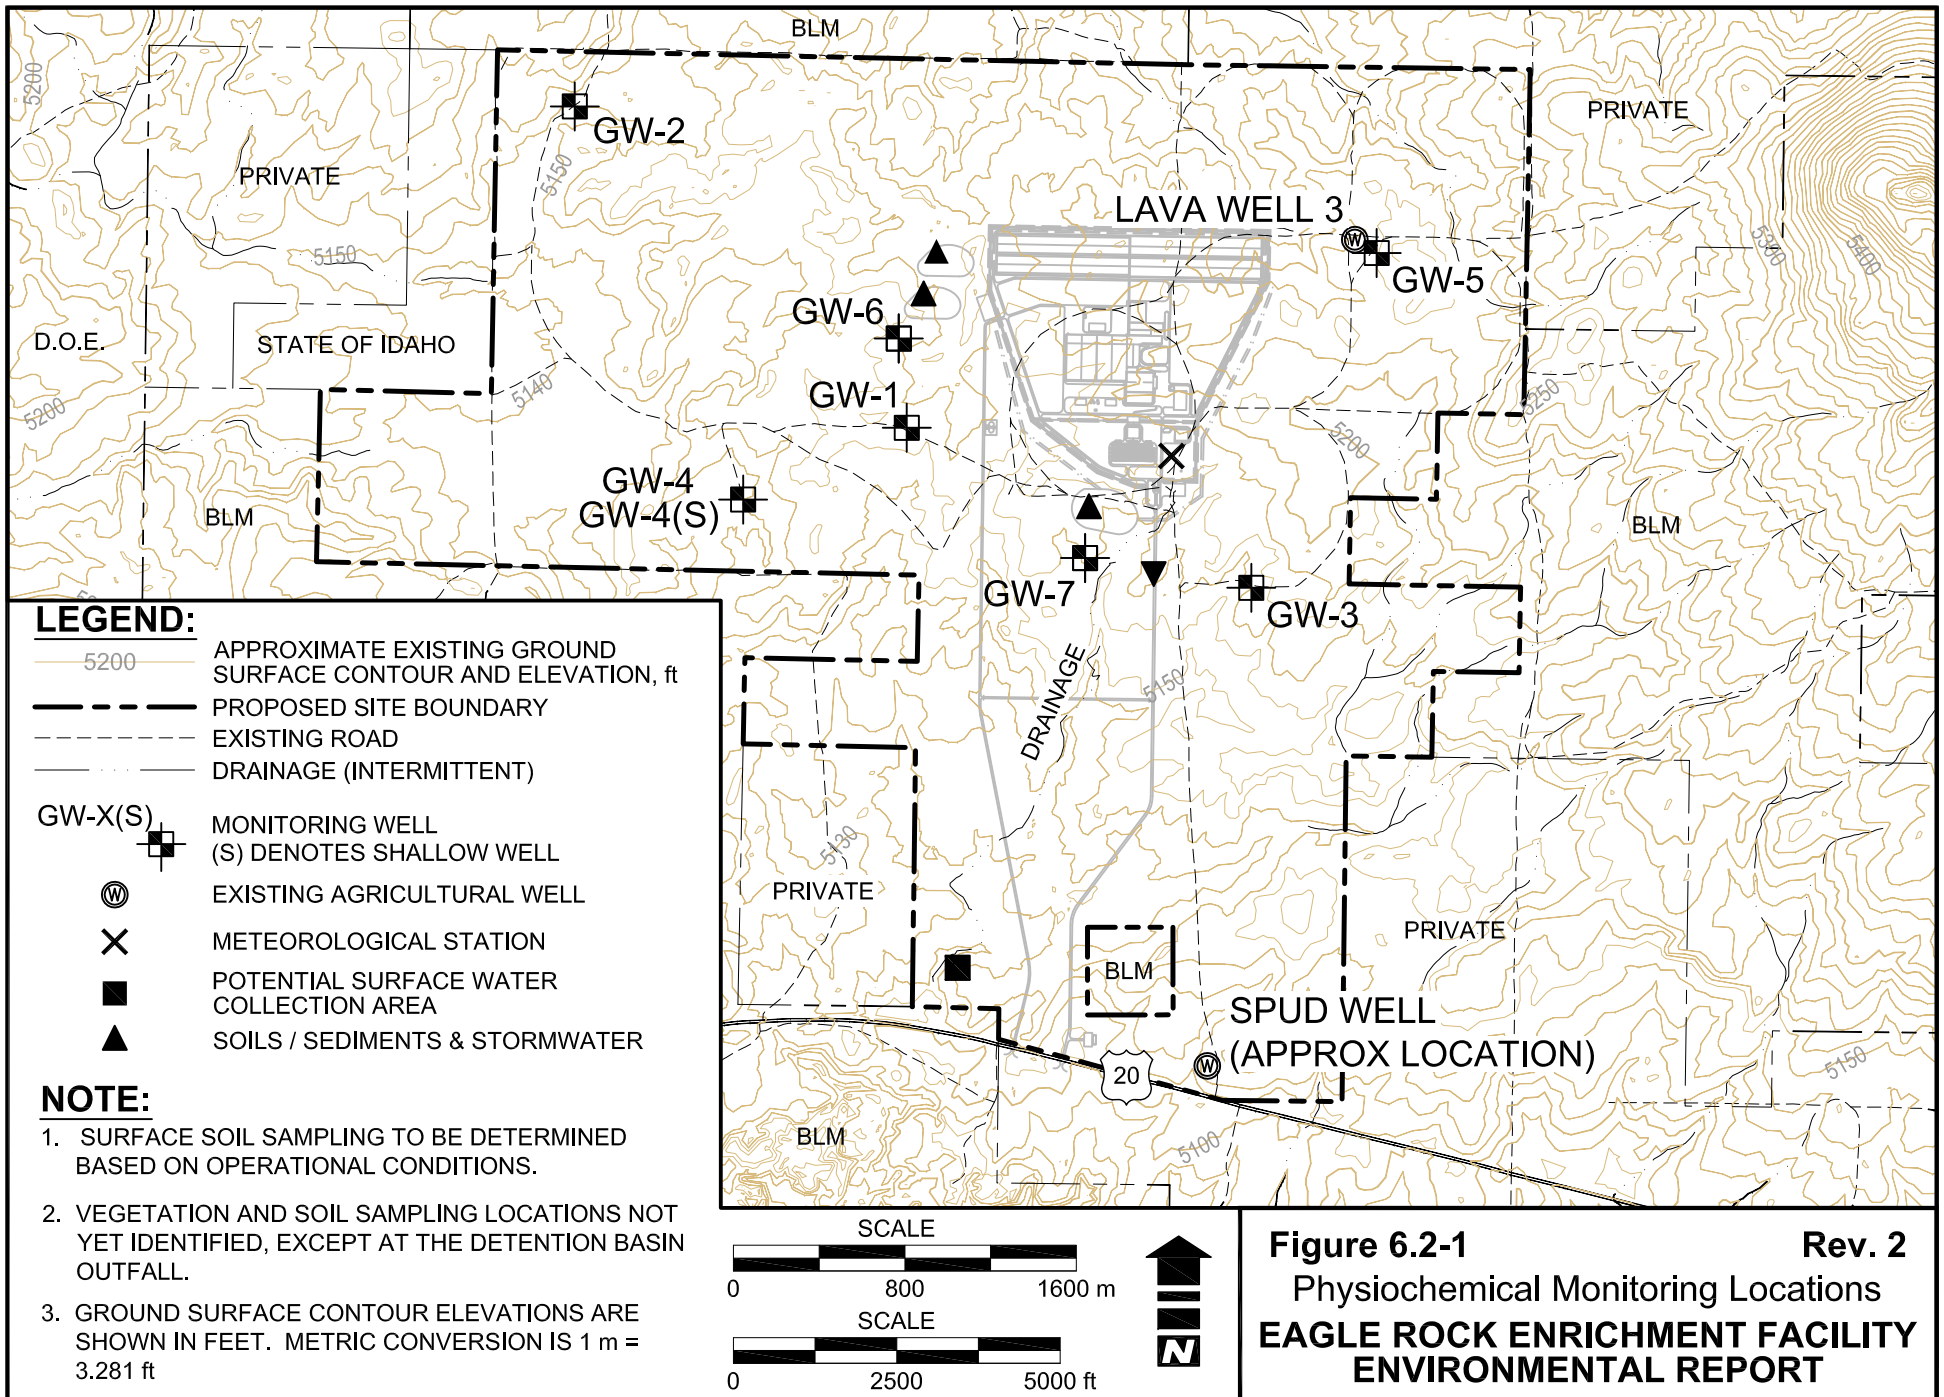 BLM
5200
PRIVATE
GW-2
PRIVATE
5150
LAVA WELL 3
5300
5400
5150
GW-5
GW-6
D.O.E.
STATE OF IDAHO
5140
GW-1
5250
5200
5200
GW-4
GW-4(S)
BLM
BLM
GW-7
GW-3
DRAINAGE
5150
5130
PRIVATE
PRIVATE
BLM
SPUD WELL
(APPROX LOCATION)
20
5150
BLM
5100
LEGEND:
5200
APPROXIMATE EXISTING GROUND
SURFACE CONTOUR AND ELEVATION, ft
PROPOSED SITE BOUNDARY
EXISTING ROAD
DRAINAGE (INTERMITTENT)
GW-X(S)
MONITORING WELL
(S) DENOTES SHALLOW WELL
W
EXISTING AGRICULTURAL WELL
METEOROLOGICAL STATION
POTENTIAL SURFACE WATER
COLLECTION AREA
SOILS / SEDIMENTS & STORMWATER
NOTE:
1. SURFACE SOIL SAMPLING TO BE DETERMINED
BASED ON OPERATIONAL CONDITIONS.
2. VEGETATION AND SOIL SAMPLING LOCATIONS NOT
YET IDENTIFIED, EXCEPT AT THE DETENTION BASIN
OUTFALL.
3. GROUND SURFACE CONTOUR ELEVATIONS ARE
SHOWN IN FEET. METRIC CONVERSION IS 1 m =
3.281 ft
SCALE
0 800 1600 m
SCALE
0 2500 5000 ft
N
Figure 6.2-1 Rev. 2
Physiochemical Monitoring Locations
EAGLE ROCK ENRICHMENT FACILITY
ENVIRONMENTAL REPORT